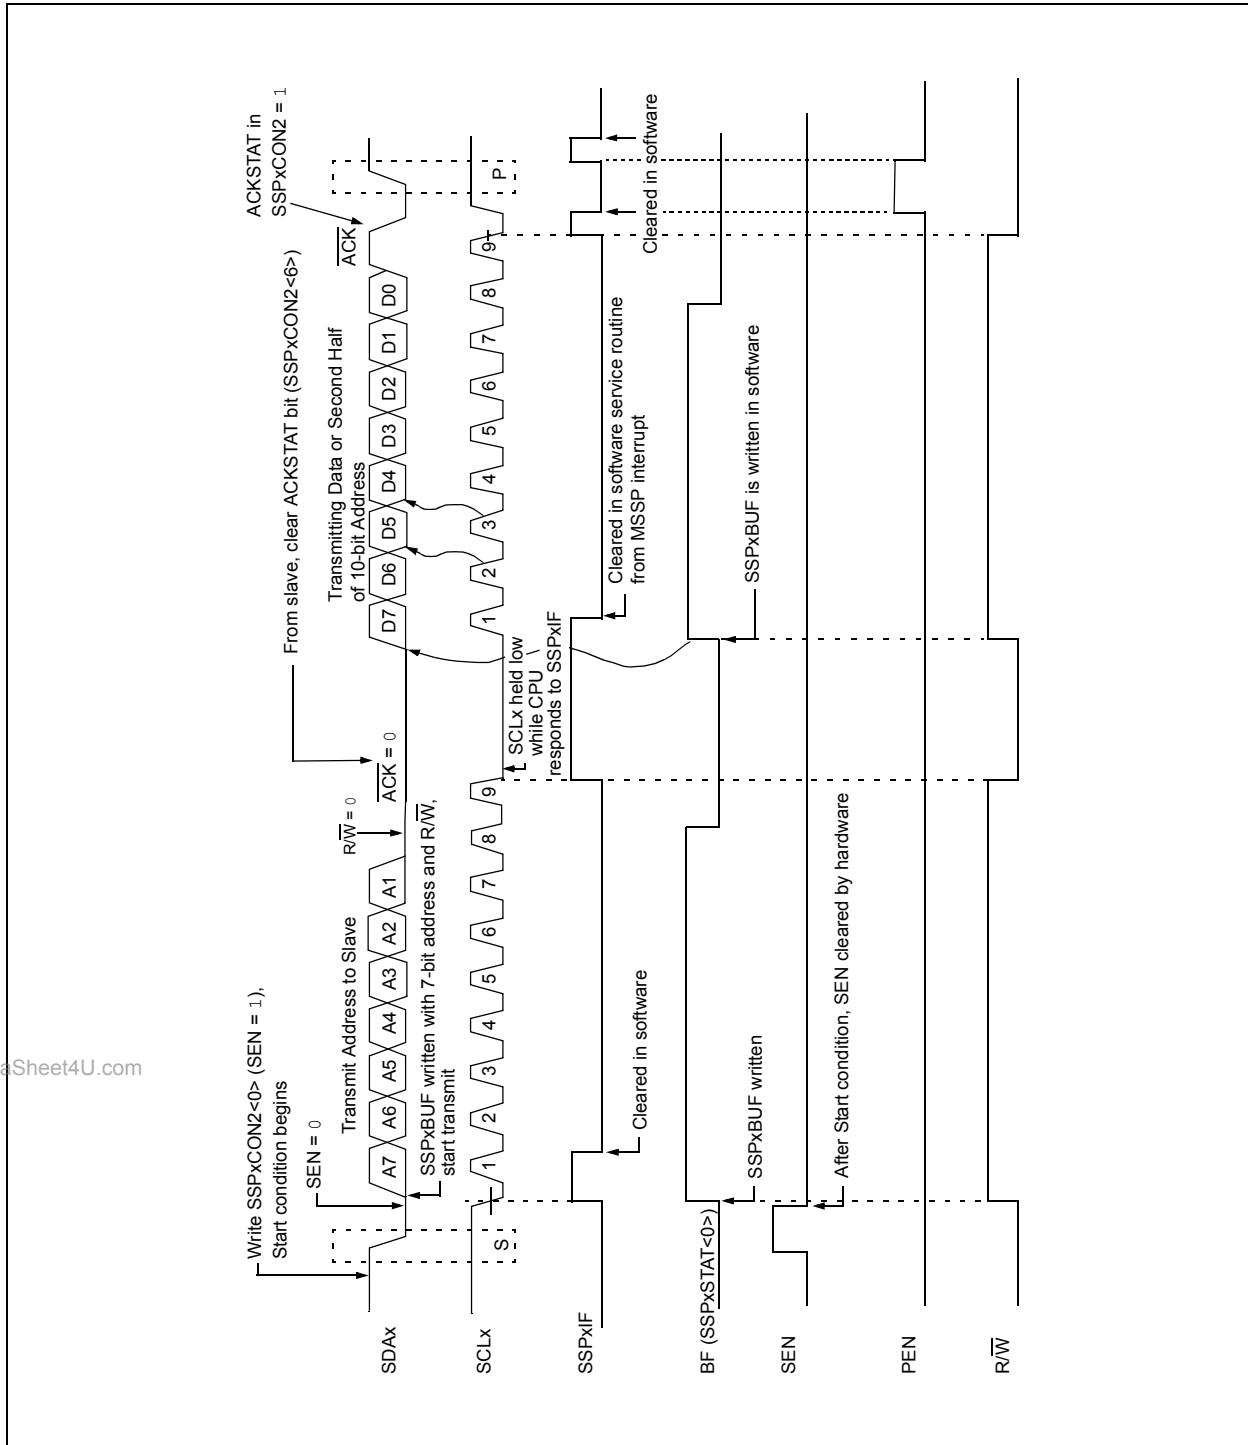 Write SSPxCON2<0> (SEN = 1),
Start condition begins
SEN = 0
Transmit Address to Slave
R/W = 0
From slave, clear ACKSTAT bit (SSPxCON2<6>)
ACK = 0
Transmitting Data or Second Half
of 10-bit Address
ACKSTAT in
SSPxCON2 = 1
ACK
SDAx
A7 A6 A5 A4 A3 A2 A1
D7 D6 D5 D4 D3 D2 D1 D0
SSPxBUF written with 7-bit address and R/W,
start transmit
SCLx
S
1 2 3 4 5 6 7 8 9
1 2 3 4 5 6 7 8 9
P
SCLx held low
while CPU
responds to SSPxIF
SSPxIF
Cleared in software
Cleared in software service routine
from MSSP interrupt
Cleared in software
Cleared in software
BF (SSPxSTAT<0>)
SSPxBUF written
SSPxBUF is written in software
SEN
After Start condition, SEN cleared by hardware
PEN
R/W
aSheet4U.com